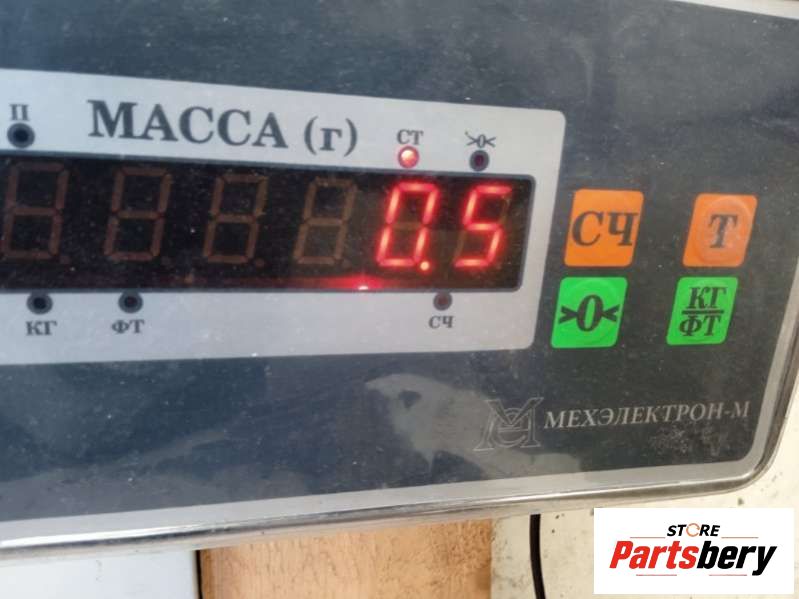 П
МАССА (г)
СТ
>0<
0.5
КГ
ФТ
СЧ
СЧ
Т
>0<
КГ
ФТ
МЕХЭЛЕКТРОН-М
STORE
Partsbery